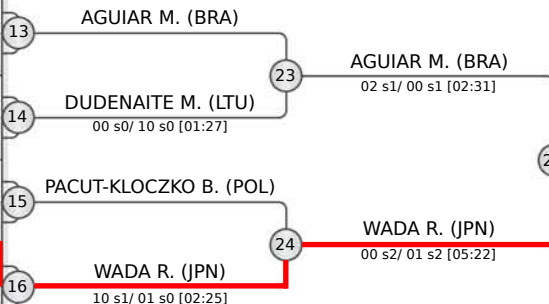 13
AGUIAR M. (BRA)
23
AGUIAR M. (BRA)
02 s1/ 00 s1 [02:31]
14
DUDENAITE M. (LTU)
00 s0/ 10 s0 [01:27]
15
PACUT-KLOCZKO B. (POL)
24
WADA R. (JPN)
00 s2/ 01 s2 [05:22]
16
WADA R. (JPN)
10 s1/ 01 s0 [02:25]